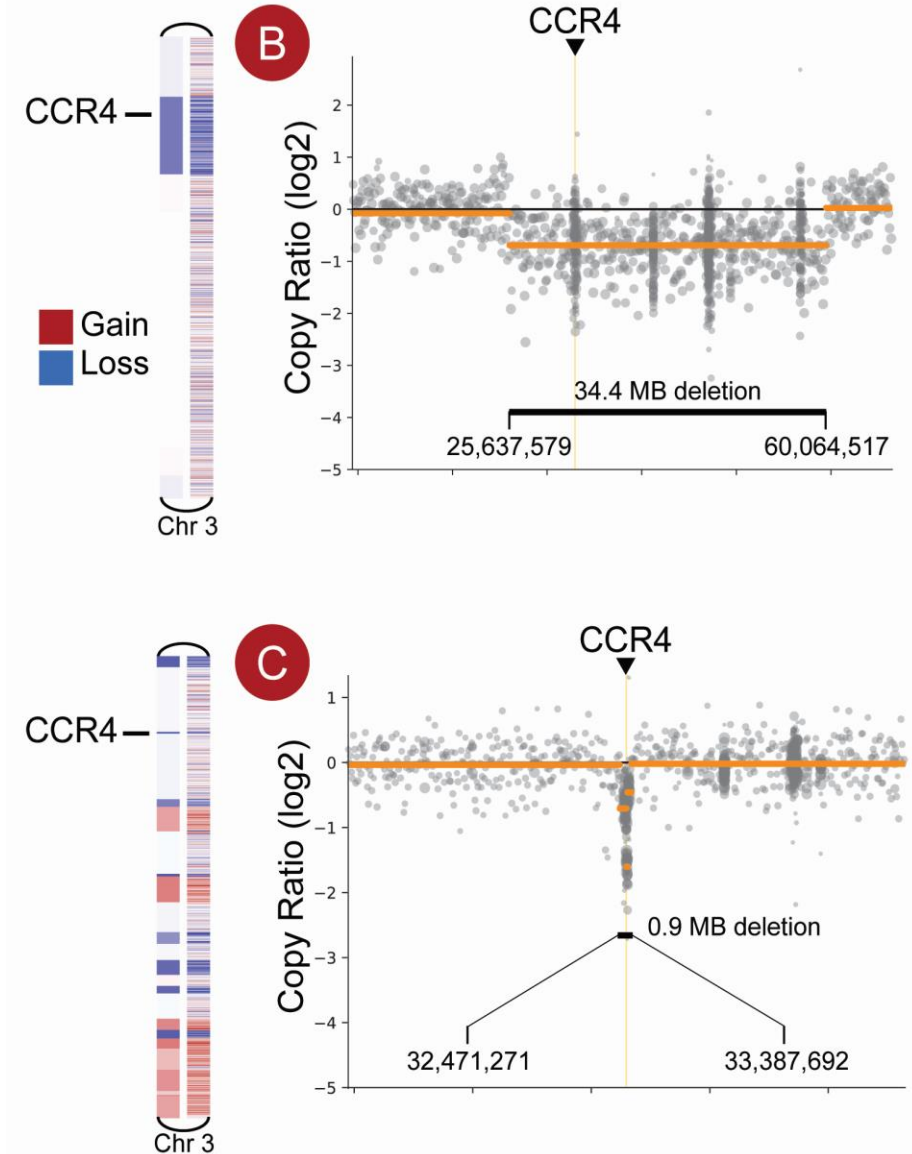 B
CCR4
CCR4
Gain
Loss
Chr 3
Copy Ratio (log2)
2
1
0
−1
−2
−3
−4
−5
34.4 MB deletion
25,637,579
60,064,517
C
CCR4
CCR4
Chr 3
Copy Ratio (log2)
1
0
−1
−2
−3
−4
−5
0.9 MB deletion
32,471,271
33,387,692